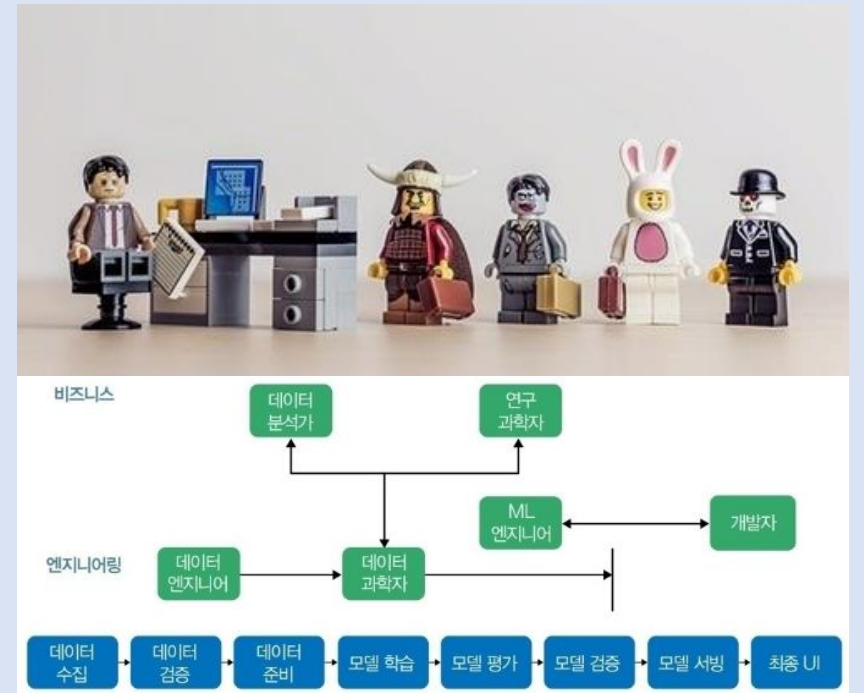 비즈니스
데이터
분석가
연구
과학자
ML
엔지니어
개발자
엔지니어링
데이터
엔지니어
데이터
과학자
데이터
수집
데이터
검증
데이터
준비
모델 학습
모델 평가
모델 검증
모델 서빙
최종 UI